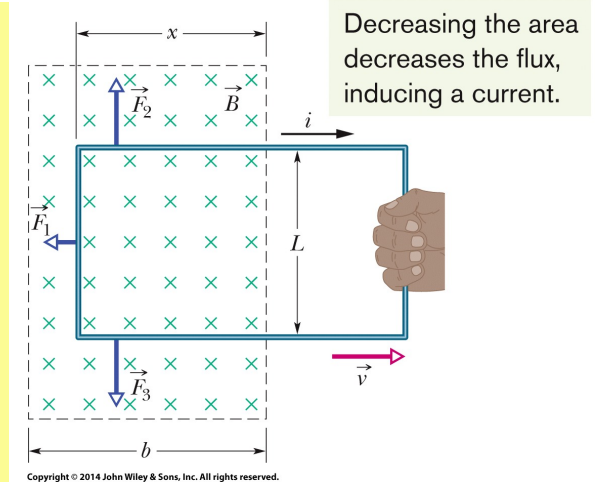 Decreasing the area
decreases the flux,
inducing a current.
x
F₂
B
i
F₁
L
F₃
v
b
Copyright © 2014 John Wiley & Sons, Inc. All rights reserved.